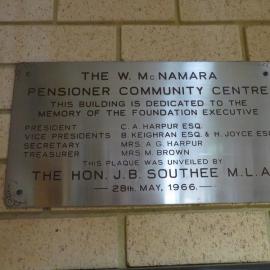 THE W. McNAMARA
PENSIONER COMMUNITY CENTRE
THIS BUILDING IS DEDICATED TO THE
MEMORY OF THE FOUNDATION EXECUTIVE
PRESIDENT C. A. HARPUR ESQ.
VICE PRESIDENTS B. KEIGHRAN ESQ. & H. JOYCE ESQ
SECRETARY MRS. A. G. HARPUR
TREASURER MRS. M. BROWN
THIS PLAQUE WAS UNVEILED BY
THE HON. J. B. SOUTHEE M.L.A
— 28th. MAY, 1966. —